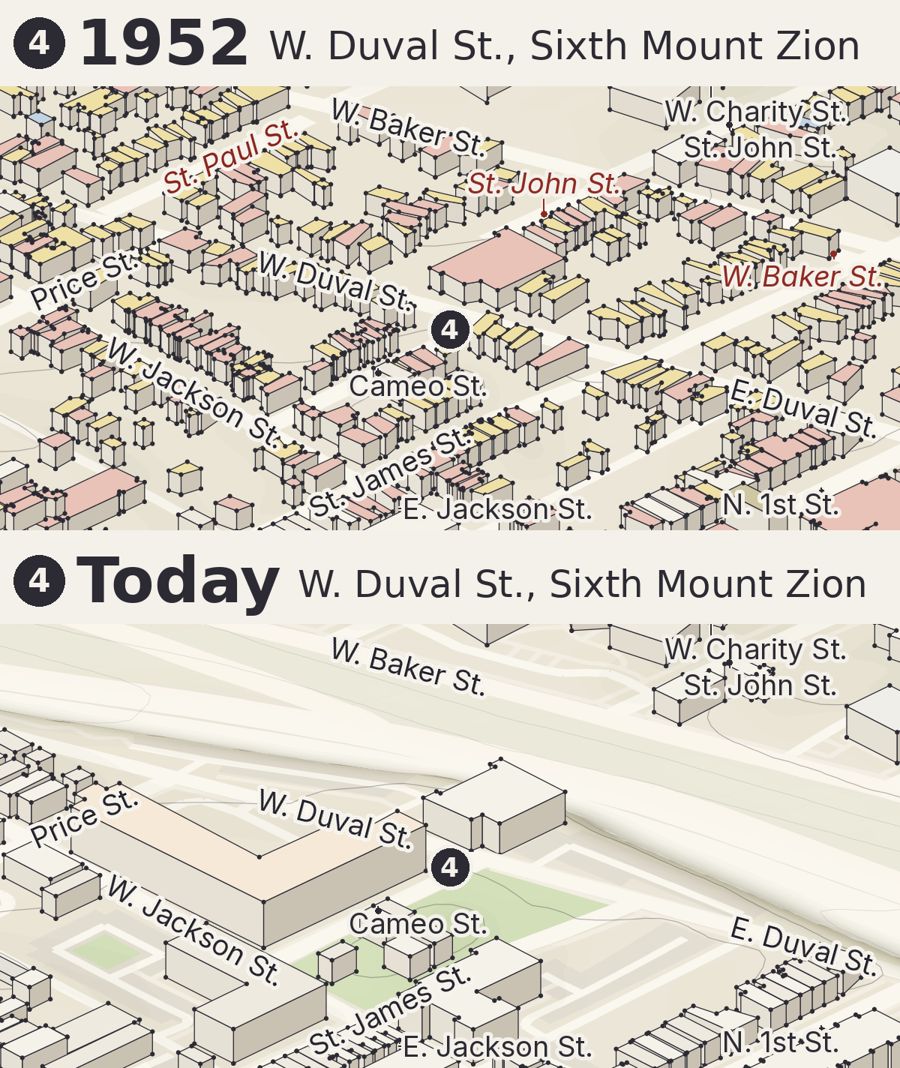 4 1952 W. Duval St., Sixth Mount Zion
W. Baker St.
W. Charity St.
St. John St.
St. Paul St.
St. John St.
Price St.
W. Duval St.
W. Baker St.
4
W. Jackson St.
Cameo St.
E. Duval St.
St. James St.
E. Jackson St.
N. 1st St.
4 Today W. Duval St., Sixth Mount Zion
W. Baker St.
W. Charity St.
St. John St.
Price St.
W. Duval St.
4
W. Jackson St.
Cameo St.
E. Duval St.
St. James St.
E. Jackson St.
N. 1st St.